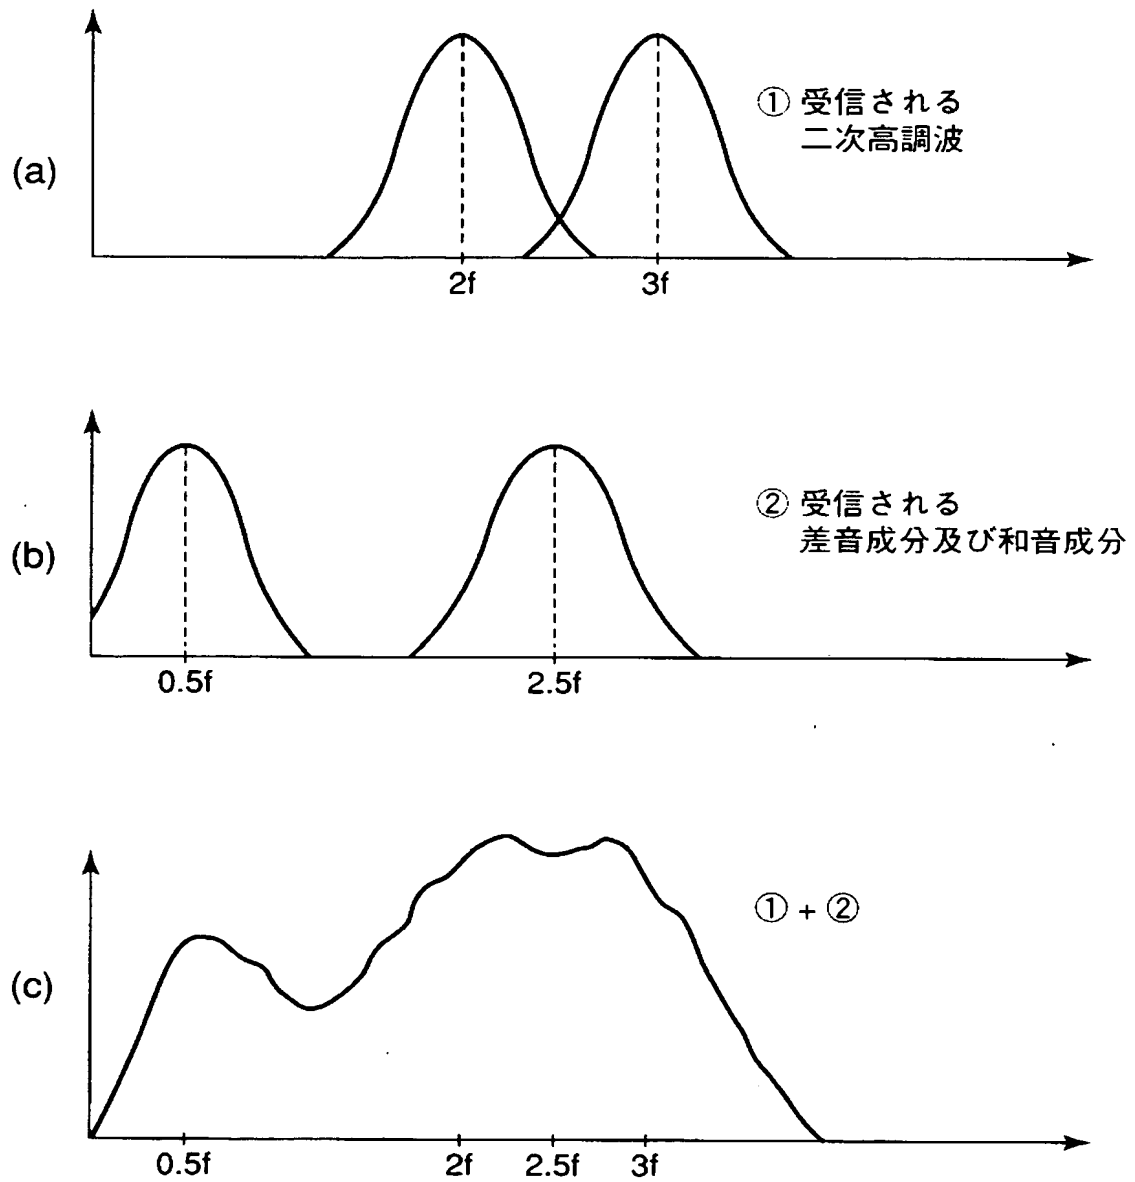 ① 受信される
二次高調波
(a)
2f 3f
② 受信される
差音成分及び和音成分
(b)
0.5f 2.5f
① + ②
(c)
0.5f 2f 2.5f 3f